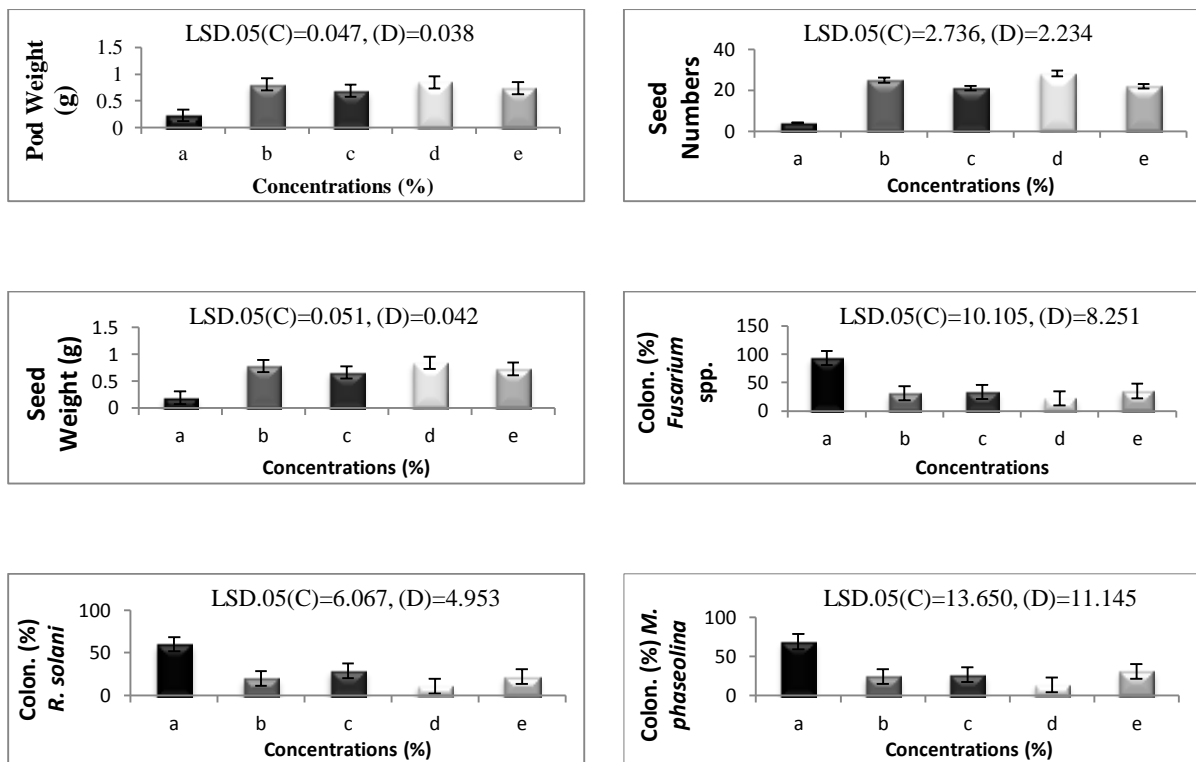 LSD.05(C)=0.047, (D)=0.038
Pod Weight
(g)
1.5
1
0.5
0
a b c d e
Concentrations (%)
LSD.05(C)=2.736, (D)=2.234
Seed
Numbers
40
20
0
a b c d e
Concentrations (%)
LSD.05(C)=0.051, (D)=0.042
Seed
Weight (g)
1.5
1
0.5
0
a b c d e
Concentrations (%)
LSD.05(C)=10.105, (D)=8.251
Colon. (%)
Fusarium
spp.
150
100
50
0
a b c d e
Concentrations
LSD.05(C)=6.067, (D)=4.953
Colon. (%)
R. solani
100
50
0
a b c d e
Concentrations (%)
LSD.05(C)=13.650, (D)=11.145
Colon. (%) M.
phaseolina
100
50
0
a b c d e
Concentrations (%)